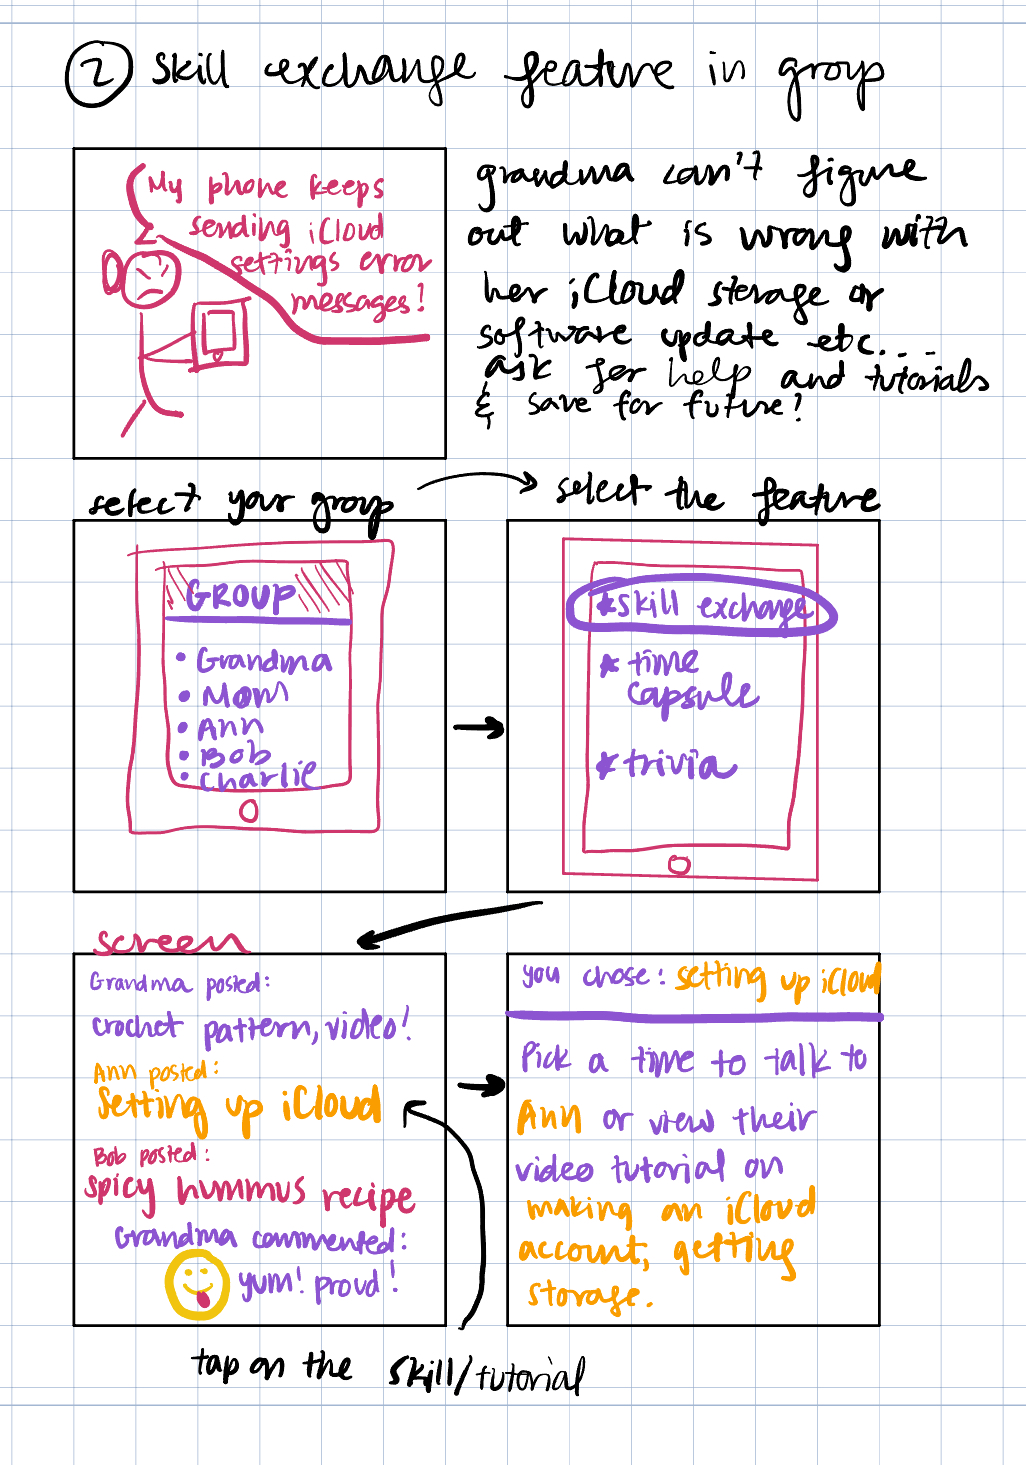 2 skill exchange feature in group
My phone keeps
sending iCloud
settings error
messages!
grandma can't figure
out what is wrong with
her iCloud storage or
software update etc....
ask for help and tutorials
& save for future?
select your group
select the feature
GROUP
• Grandma
• Mom
• Ann
• Bob
• Charlie
*skill exchange
* time
capsule
* trivia
screen
Grandma posted:
crochet pattern, video!
Ann posted:
Setting up iCloud
Bob posted:
spicy hummus recipe
Grandma commented:
yum! proud!
tap on the skill/tutorial
you chose: setting up iCloud
Pick a time to talk to
Ann or view their
video tutorial on
making an iCloud
account, getting
storage.